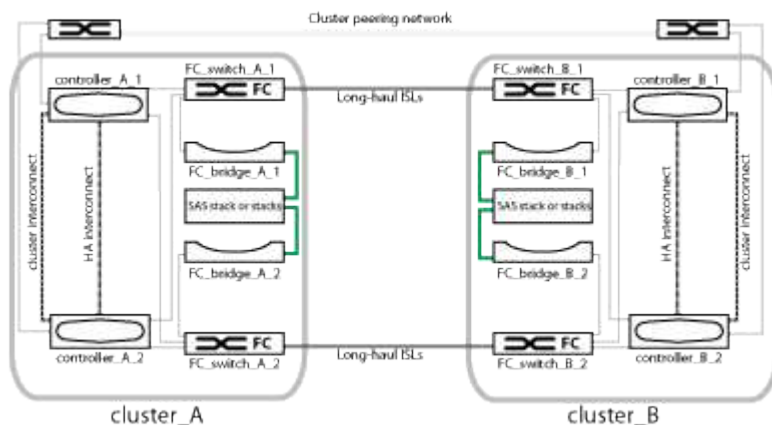 Cluster peering network
FC_switch_A_1
FC_switch_B_1
controller_A_1
controller_B_1
FC
FC
Long-haul ISLs
FC_bridge_A_1
FC_bridge_B_1
cluster interconnect
HA interconnect
SAS stack or stacks
SAS stack or stacks
HA interconnect
cluster interconnect
FC_bridge_A_2
FC_bridge_B_2
FC
FC
Long-haul ISLs
controller_A_2
FC_switch_A_2
FC_switch_B_2
controller_B_2
cluster_A
cluster_B